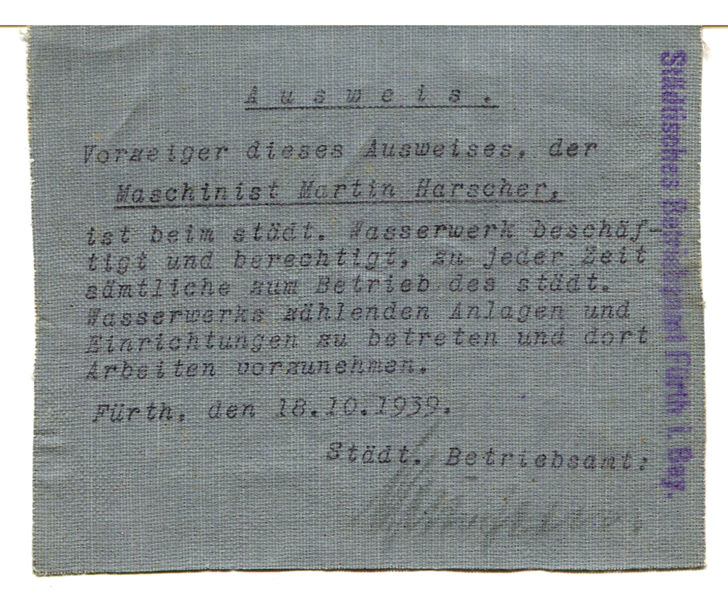 A u s w e i s .
Vorzeiger dieses Ausweises, der
Maschinist Martin Harscher,
ist beim städt. Wasserwerk beschäf-
tigt und berechtigt, zu jeder Zeit
sämtliche zum Betrieb des städt.
Wasserwerks zählenden Anlagen und
Einrichtungen zu betreten und dort
Arbeiten vorzunehmen.
Fürth, den 18.10.1939.
Städt. Betriebsamt:
Städtisches Betriebsamt Fürth i. Bay.